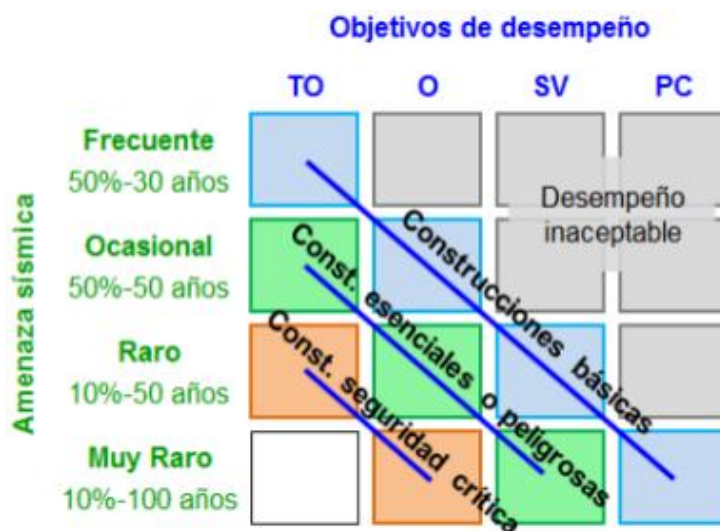 Objetivos de desempeño
TO O SV PC
Amenaza sísmica
Frecuente
50%-30 años
Ocasional
50%-50 años
Raro
10%-50 años
Muy Raro
10%-100 años
Desempeño
inaceptable
Construcciones básicas
Const. esenciales o peligrosas
Const. seguridad crítica